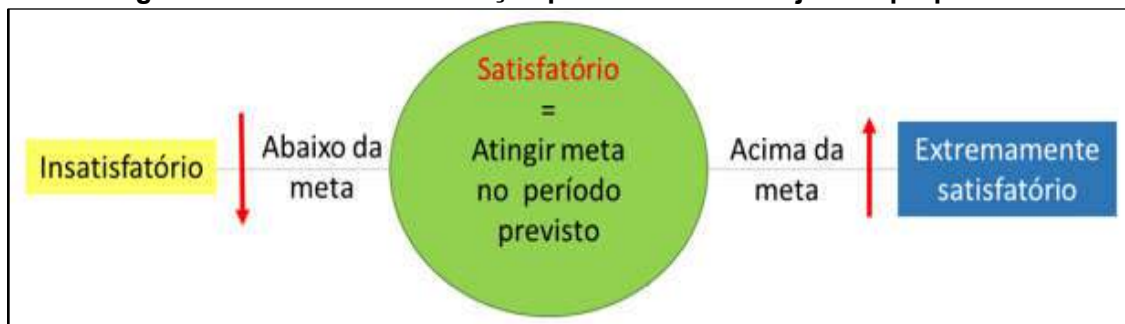 Insatisfatório
Abaixo da
meta
Satisfatório
=
Atingir meta
no período
previsto
Acima da
meta
Extremamente
satisfatório